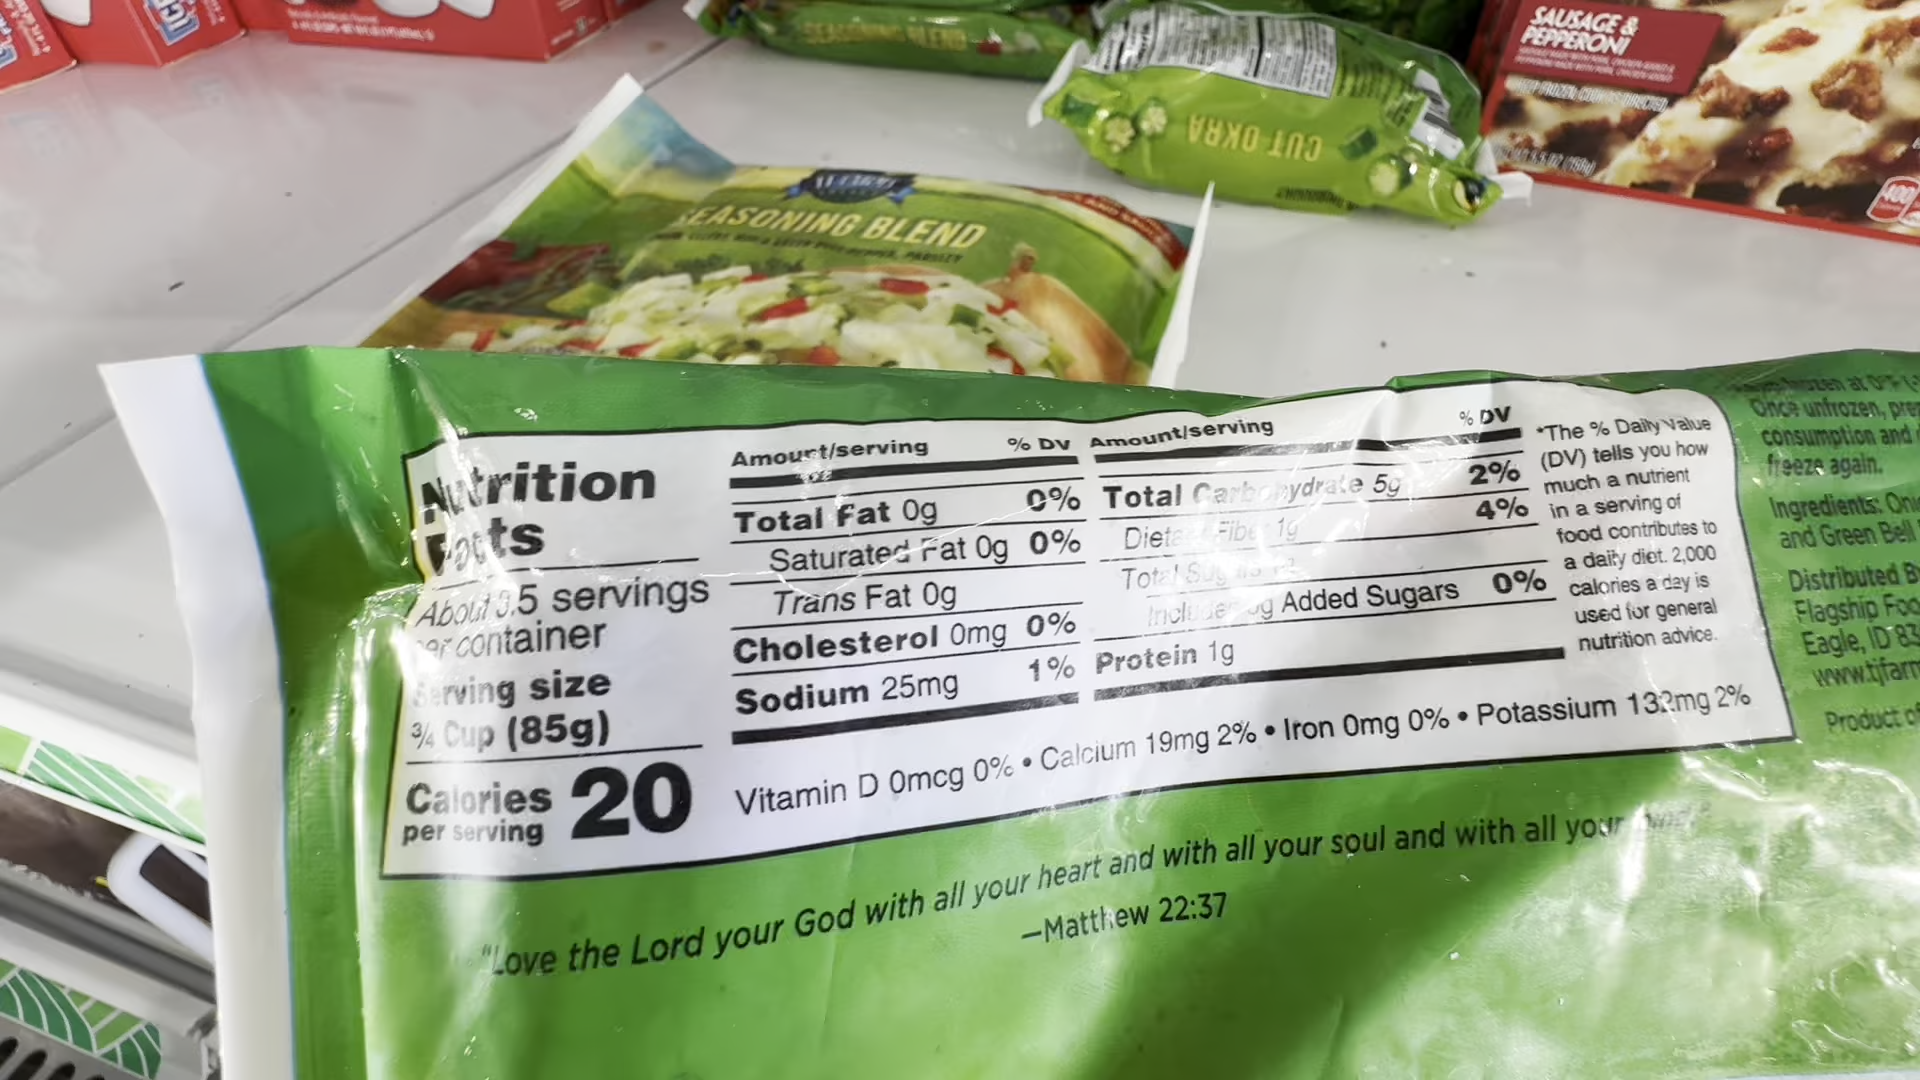 SAUSAGE &
PEPPERONI
SEASONING BLEND
CUT OKRA
SEASONING BLEND
Nutrition
Facts
About 3.5 servings
per container
Serving size
¾ Cup (85g)
Calories 20
per serving
Amount/serving % DV
Total Fat 0g 0%
Saturated Fat 0g 0%
Trans Fat 0g
Cholesterol 0mg 0%
Sodium 25mg 1%
Amount/serving % DV
Total Carbohydrate 5g 2%
Dietary Fiber 1g 4%
Total Sugars
Includes 0g Added Sugars 0%
Protein 1g
Vitamin D 0mcg 0% • Calcium 19mg 2% • Iron 0mg 0% • Potassium 132mg 2%
*The % Daily Value
(DV) tells you how
much a nutrient
in a serving of
food contributes to
a daily diet. 2,000
calories a day is
used for general
nutrition advice.
frozen at 0°F
Once unfrozen,
consumption and
freeze again.
Ingredients:
and Green Bell
Distributed
Flagship
Eagle, ID
Product of
"Love the Lord your God with all your heart and with all your soul and with all your mind."
–Matthew 22:37